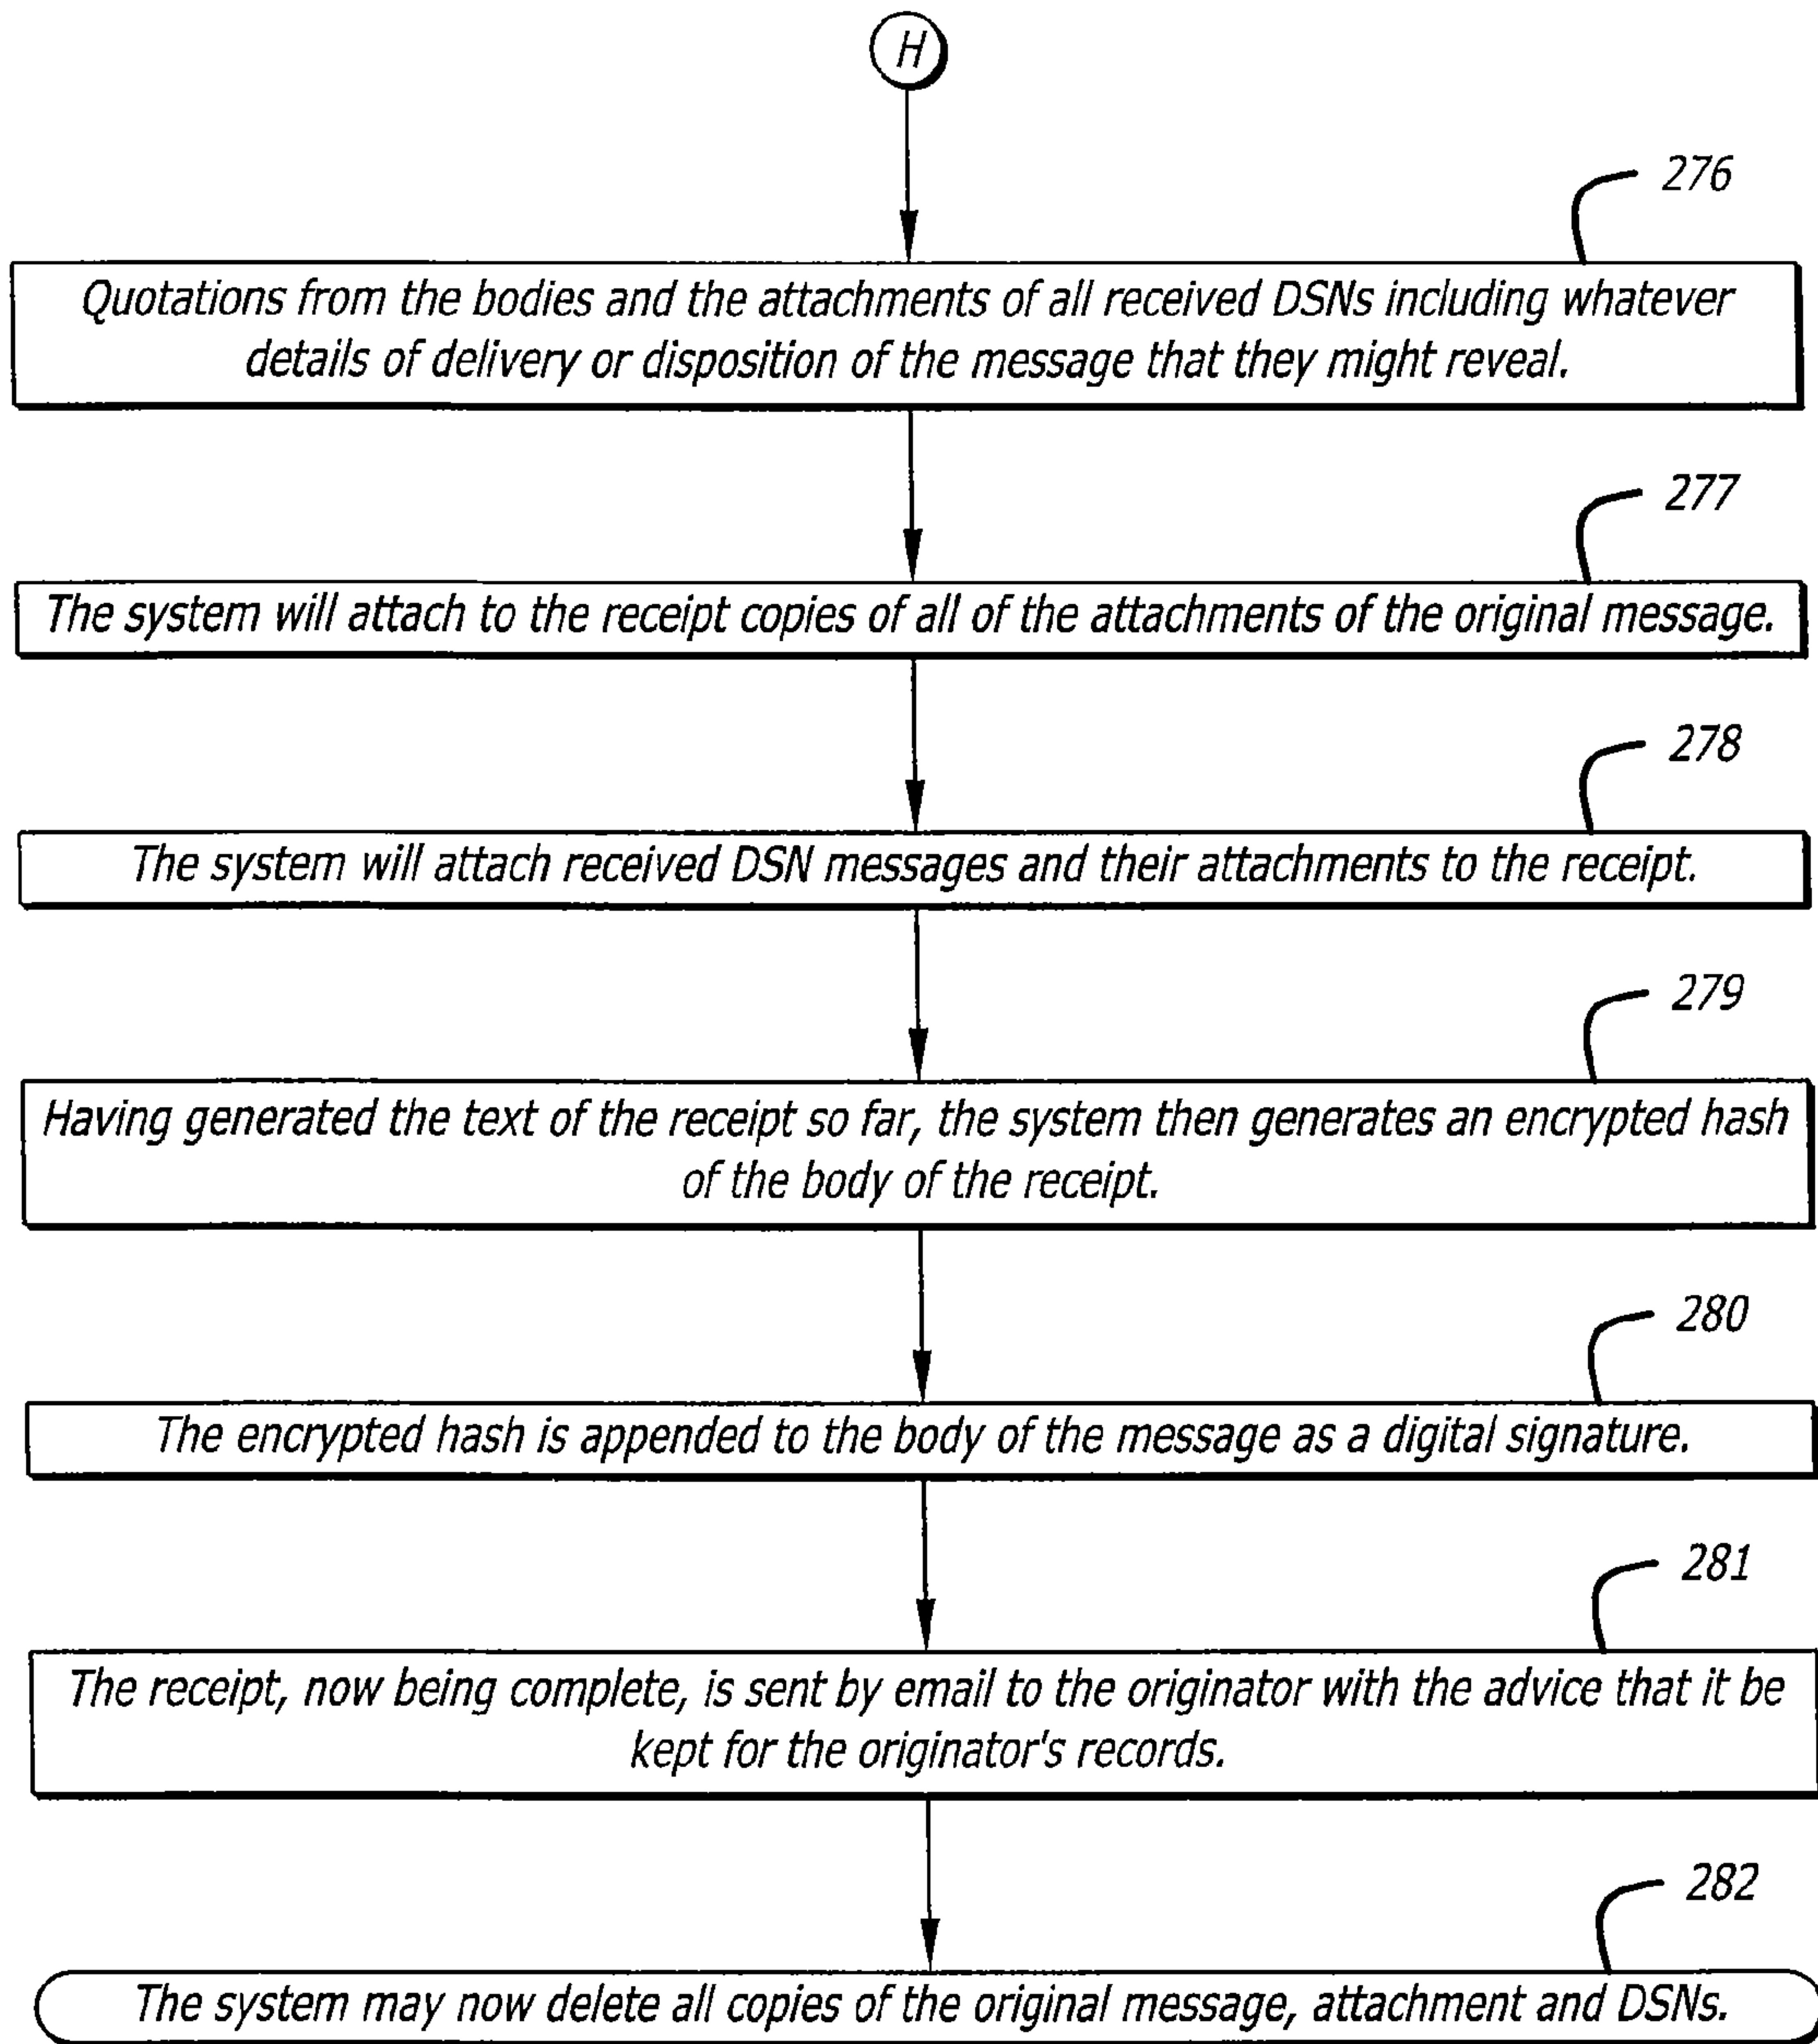 H
276
Quotations from the bodies and the attachments of all received DSNs including whatever
details of delivery or disposition of the message that they might reveal.
277
The system will attach to the receipt copies of all of the attachments of the original message.
278
The system will attach received DSN messages and their attachments to the receipt.
279
Having generated the text of the receipt so far, the system then generates an encrypted hash
of the body of the receipt.
280
The encrypted hash is appended to the body of the message as a digital signature.
281
The receipt, now being complete, is sent by email to the originator with the advice that it be
kept for the originator's records.
282
The system may now delete all copies of the original message, attachment and DSNs.